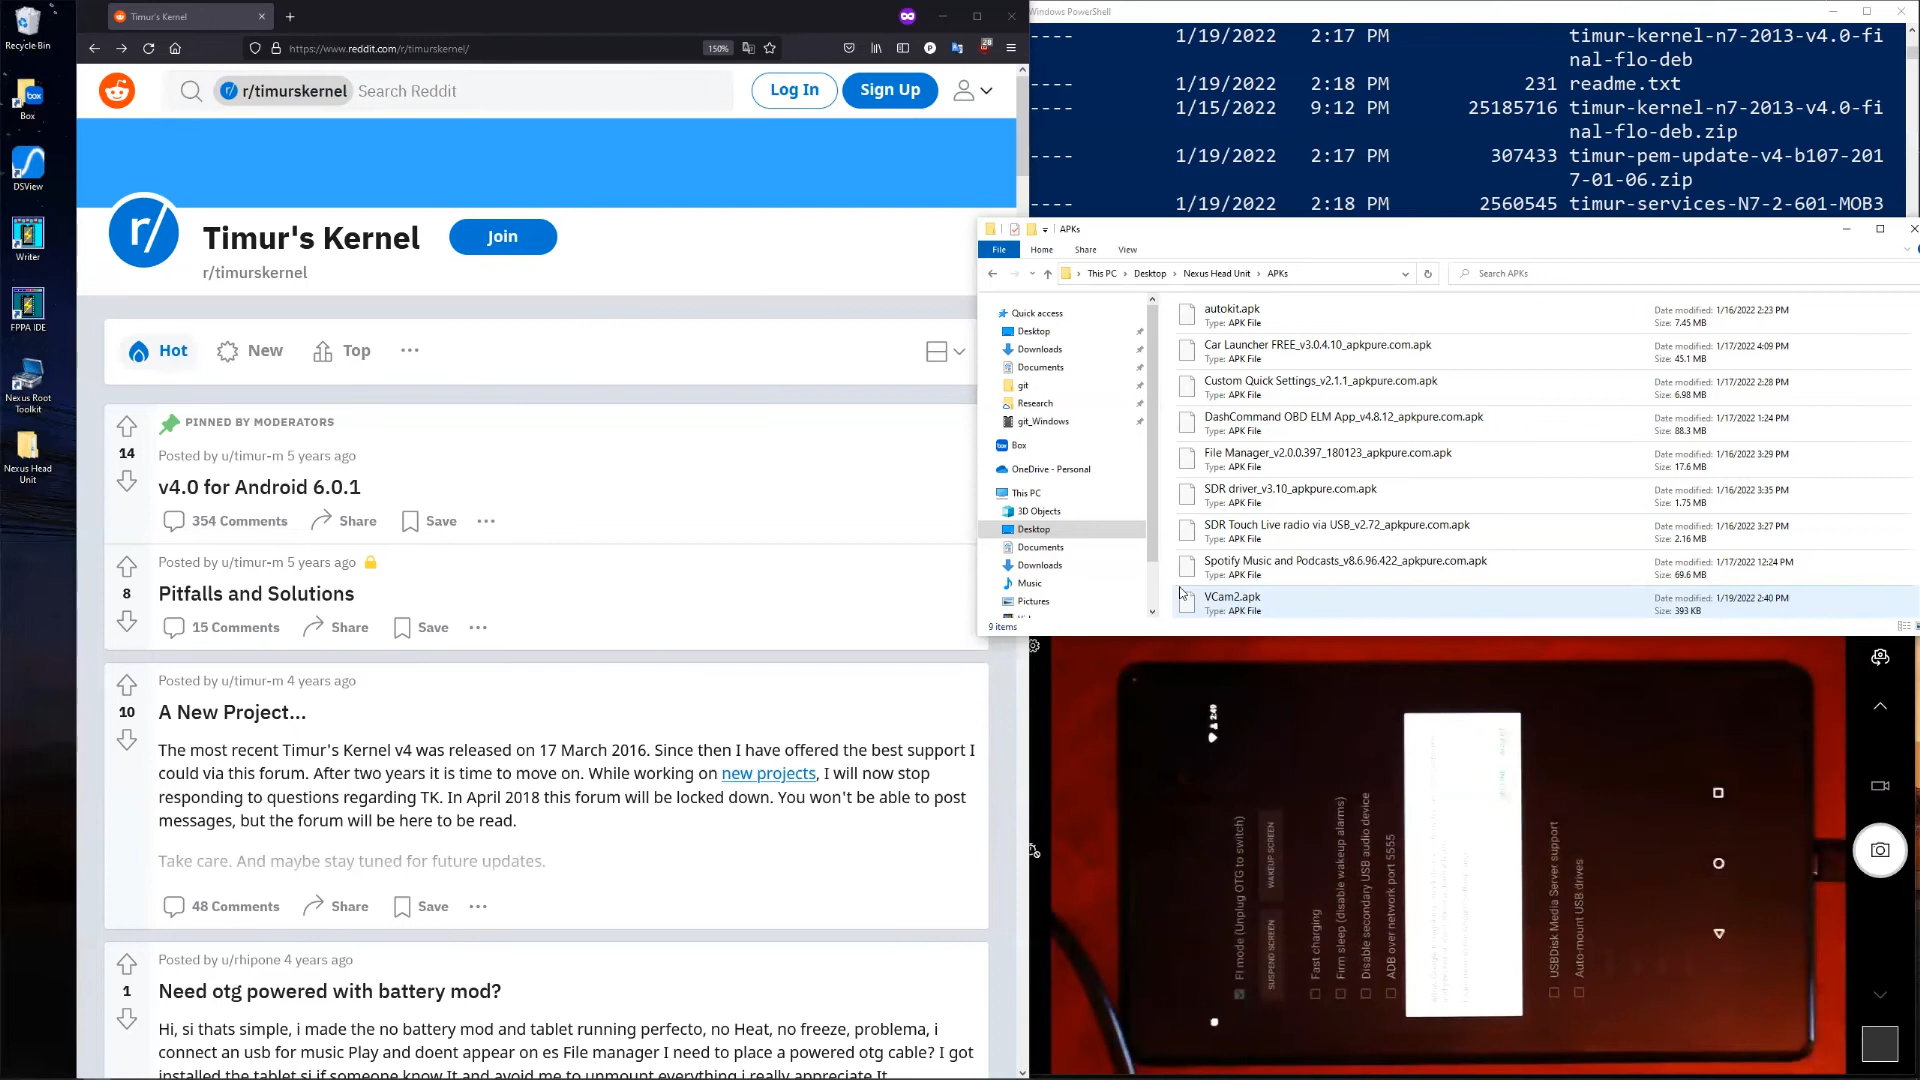 Recycle Bin
Box
DSView
Writer
FPPA IDE
Nexus Root
Toolkit
Nexus Head
Unit
Timur's Kernel
https://www.reddit.com/r/timurskernel/
150%
28
r/timurskernel
Search Reddit
Log In
Sign Up
r/
Timur's Kernel
Join
r/timurskernel
Hot
New
Top
PINNED BY MODERATORS
14
Posted by u/timur-m 5 years ago
v4.0 for Android 6.0.1
354 Comments
Share
Save
8
Posted by u/timur-m 5 years ago
Pitfalls and Solutions
15 Comments
Share
Save
10
Posted by u/timur-m 4 years ago
A New Project...
The most recent Timur's Kernel v4 was released on 17 March 2016. Since then I have offered the best support I
could via this forum. After two years it is time to move on. While working on new projects, I will now stop
responding to questions regarding TK. In April 2018 this forum will be locked down. You won't be able to post
messages, but the forum will be here to be read.
Take care. And maybe stay tuned for future updates.
48 Comments
Share
Save
1
Posted by u/rhipone 4 years ago
Need otg powered with battery mod?
Hi, si thats simple, i made the no battery mod and tablet running perfecto, no Heat, no freeze, problema, i
connect an usb for music Play and doent appear on es File manager I need to place a powered otg cable? I got
installed the tablet si if someone know It and avoid me to unmount everything i really appreciate It
Windows PowerShell
---- 1/19/2022 2:17 PM timur-kernel-n7-2013-v4.0-fi
nal-flo-deb
---- 1/19/2022 2:18 PM 231 readme.txt
---- 1/15/2022 9:12 PM 25185716 timur-kernel-n7-2013-v4.0-fi
nal-flo-deb.zip
---- 1/19/2022 2:17 PM 307433 timur-pem-update-v4-b107-201
7-01-06.zip
---- 1/19/2022 2:18 PM 2560545 timur-services-N7-2-601-MOB3
APKs
File
Home
Share
View
This PC
Desktop
Nexus Head Unit
APKs
Search APKs
Quick access
Desktop
Downloads
Documents
git
Research
git_Windows
Box
OneDrive - Personal
This PC
3D Objects
Desktop
Documents
Downloads
Music
Pictures
autokit.apk
Type: APK File
Date modified: 1/16/2022 2:23 PM
Size: 7.45 MB
Car Launcher FREE_v3.0.4.10_apkpure.com.apk
Type: APK File
Date modified: 1/17/2022 4:09 PM
Size: 45.1 MB
Custom Quick Settings_v2.1.1_apkpure.com.apk
Type: APK File
Date modified: 1/17/2022 2:28 PM
Size: 6.98 MB
DashCommand OBD ELM App_v4.8.12_apkpure.com.apk
Type: APK File
Date modified: 1/17/2022 1:24 PM
Size: 88.3 MB
File Manager_v2.0.0.397_180123_apkpure.com.apk
Type: APK File
Date modified: 1/16/2022 3:29 PM
Size: 17.6 MB
SDR driver_v3.10_apkpure.com.apk
Type: APK File
Date modified: 1/16/2022 3:35 PM
Size: 1.75 MB
SDR Touch Live radio via USB_v2.72_apkpure.com.apk
Type: APK File
Date modified: 1/16/2022 3:27 PM
Size: 2.16 MB
Spotify Music and Podcasts_v8.6.96.422_apkpure.com.apk
Type: APK File
Date modified: 1/17/2022 12:24 PM
Size: 69.6 MB
VCam2.apk
Type: APK File
Date modified: 1/19/2022 2:40 PM
Size: 393 KB
9 items
2:49
FI mode (Unplug OTG to switch)
SUSPEND SCREEN
WAKEUP SCREEN
Fast charging
Firm sleep (disable wakeup alarms)
Disable secondary USB audio device
ADB over network port 5555
USBDisk Media Server support
Auto-mount USB drives